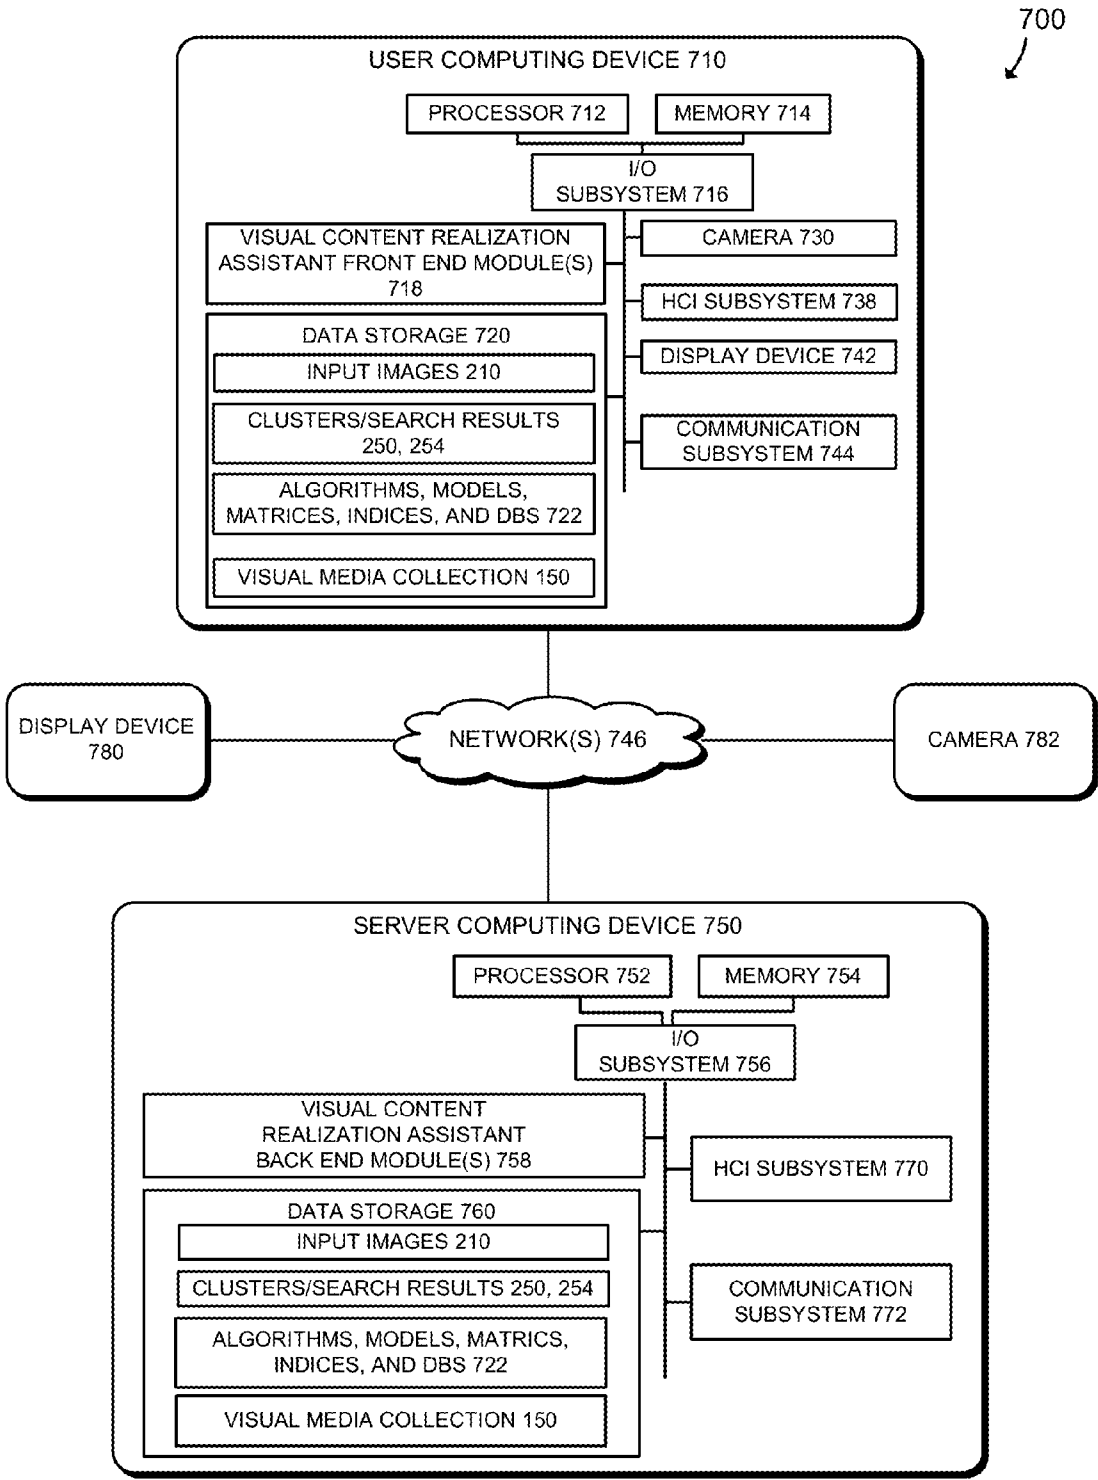 700
USER COMPUTING DEVICE 710
PROCESSOR 712
MEMORY 714
I/O
SUBSYSTEM 716
VISUAL CONTENT REALIZATION
ASSISTANT FRONT END MODULE(S)
718
CAMERA 730
HCI SUBSYSTEM 738
DISPLAY DEVICE 742
COMMUNICATION
SUBSYSTEM 744
DATA STORAGE 720
INPUT IMAGES 210
CLUSTERS/SEARCH RESULTS
250, 254
ALGORITHMS, MODELS,
MATRICES, INDICES, AND DBS 722
VISUAL MEDIA COLLECTION 150
DISPLAY DEVICE
780
NETWORK(S) 746
CAMERA 782
SERVER COMPUTING DEVICE 750
PROCESSOR 752
MEMORY 754
I/O
SUBSYSTEM 756
VISUAL CONTENT
REALIZATION ASSISTANT
BACK END MODULE(S) 758
HCI SUBSYSTEM 770
COMMUNICATION
SUBSYSTEM 772
DATA STORAGE 760
INPUT IMAGES 210
CLUSTERS/SEARCH RESULTS 250, 254
ALGORITHMS, MODELS, MATRICS,
INDICES, AND DBS 722
VISUAL MEDIA COLLECTION 150